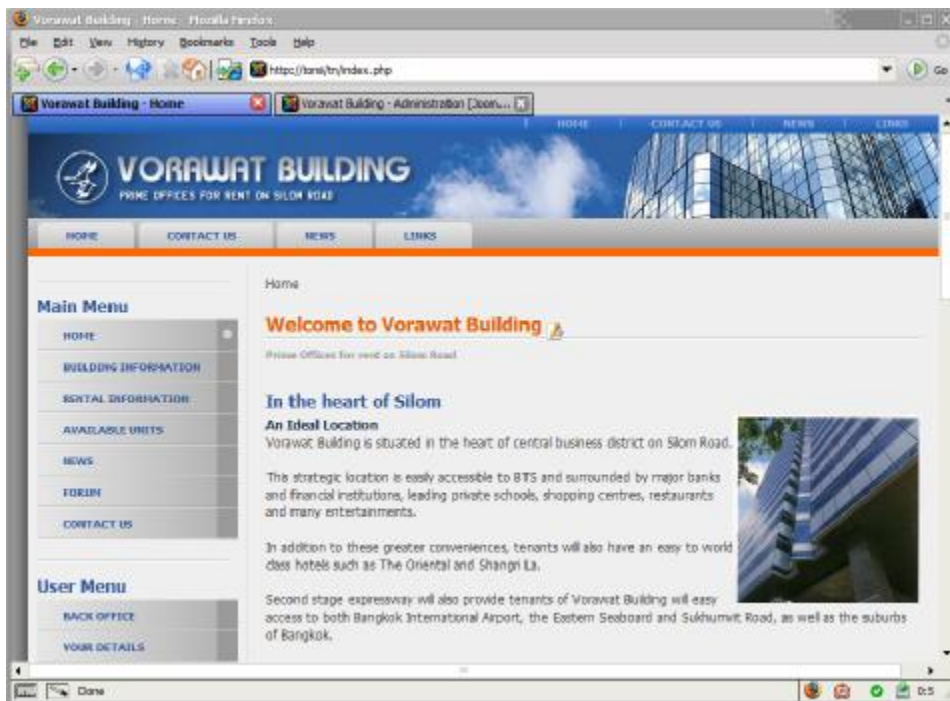 Vorawat Building - Home - Mozilla Firefox
File Edit View History Bookmarks Tools Help
Go
Vorawat Building - Home
Vorawat Building - Administration [Joom...
HOME CONTACT US NEWS LINKS
VORAWAT BUILDING
PRIME OFFICES FOR RENT ON SILOM ROAD
HOME CONTACT US NEWS LINKS
Home
Main Menu
HOME
BUILDING INFORMATION
RENTAL INFORMATION
AVAILABLE UNITS
NEWS
FORUM
CONTACT US
User Menu
BACK OFFICE
YOUR DETAILS
Welcome to Vorawat Building
Prime Offices for rent on Silom Road
In the heart of Silom
An Ideal Location
Vorawat Building is situated in the heart of central business district on Silom Road.
This strategic location is easily accessible to BTS and surrounded by major banks
and financial institutions, leading private schools, shopping centres, restaurants
and many entertainments.
In addition to these greater conveniences, tenants will also have an easy to world
class hotels such as The Oriental and Shangri La.
Second stage expressway will also provide tenants of Vorawat Building will easy
access to both Bangkok International Airport, the Eastern Seaboard and Sukhumvit Road, as well as the suburbs
of Bangkok.
Done
0:5